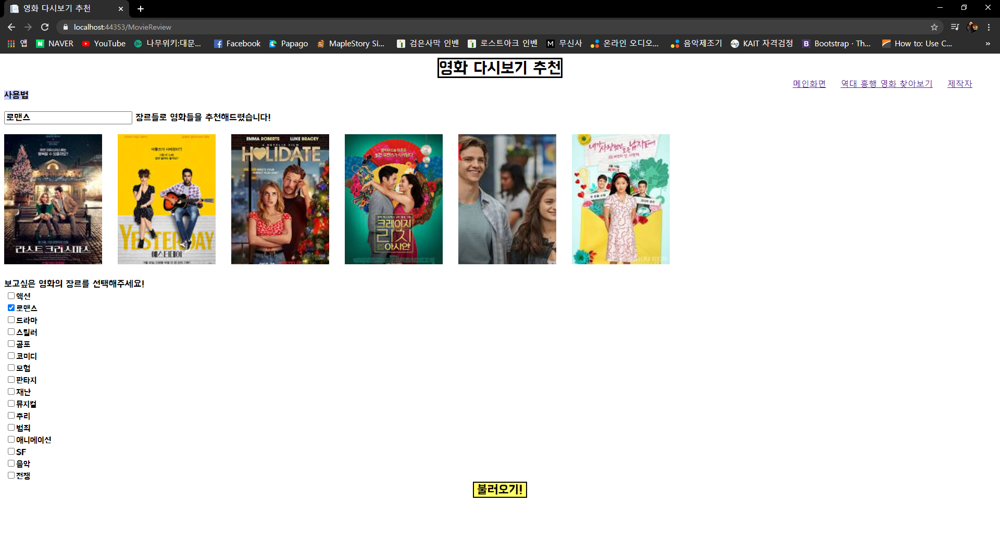 영화 다시보기 추천
localhost:44353/MovieReview
앱 NAVER YouTube 나무위키:대문... Facebook Papago MapleStory Si... 검은사막 인벤 로스트아크 인벤 무신사 온라인 오디오... 음악제조기 KAIT 자격검정 Bootstrap · Th... How to: Use C... »
영화 다시보기 추천
메인화면 역대 흥행 영화 찾아보기 제작자
사용법
로맨스 장르들로 영화들을 추천해드렸습니다!
라스트 크리스마스
YESTERDAY
예스터데이
EMMA ROBERTS LUKE BRACEY
A NETFLIX FILM
HOLIDATE
크레이지
리치
아시안
내가 사랑했던
모든 남자들에게
보고싶은 영화의 장르를 선택해주세요!
액션
로맨스
드라마
스릴러
공포
코미디
모험
판타지
재난
뮤지컬
추리
범죄
애니메이션
SF
음악
전쟁
불러오기!